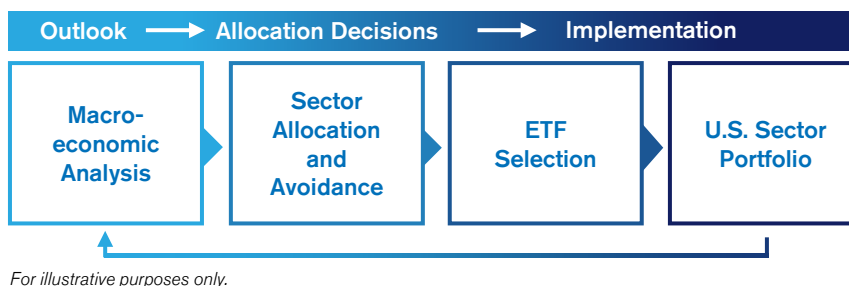 Outlook Allocation Decisions Implementation
Macro-
economic
Analysis
Sector
Allocation
and
Avoidance
ETF
Selection
U.S. Sector
Portfolio
For illustrative purposes only.